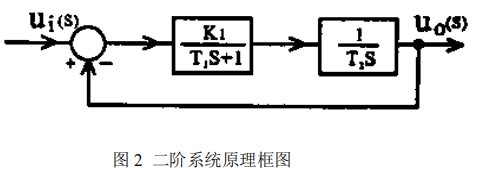 Ui(S)
+
−
K1
T₁S+1
1
T₂S
Uo(S)
图 2 二阶系统原理框图